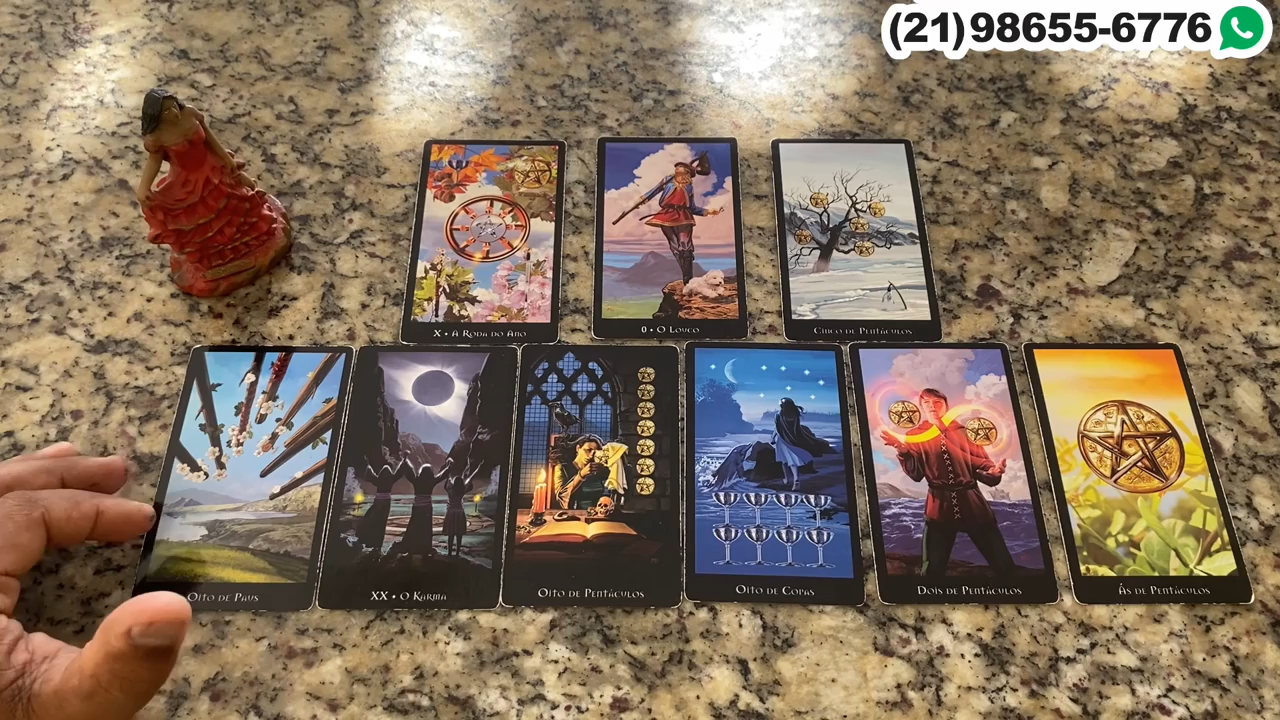 (21)98655-6776
X • A Roda do Ano
0 • O Louco
Cinco de Pentáculos
Oito de Paus
XX • O Karma
Oito de Pentáculos
Oito de Copas
Dois de Pentáculos
Ás de Pentáculos